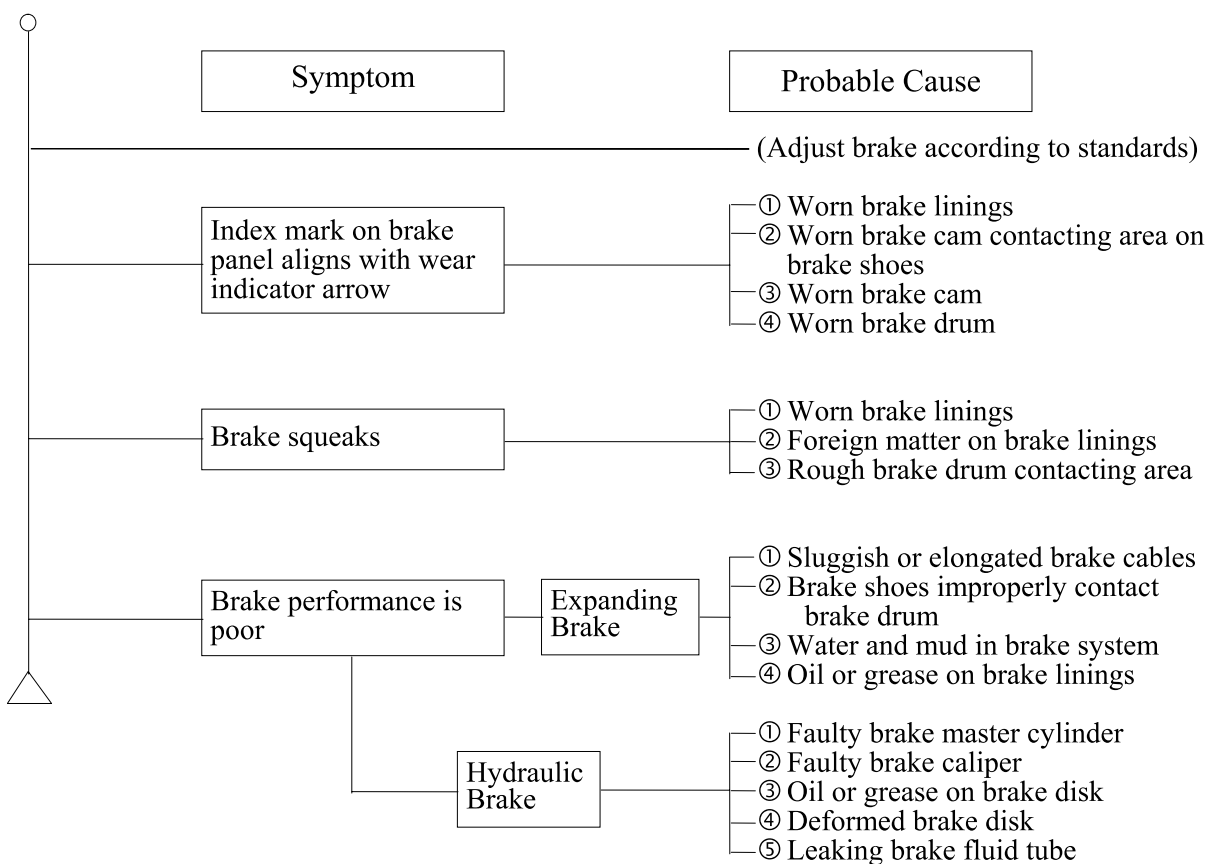 Symptom
Probable Cause
(Adjust brake according to standards)
Index mark on brake
panel aligns with wear
indicator arrow
① Worn brake linings
② Worn brake cam contacting area on
brake shoes
③ Worn brake cam
④ Worn brake drum
Brake squeaks
① Worn brake linings
② Foreign matter on brake linings
③ Rough brake drum contacting area
Brake performance is
poor
Expanding
Brake
① Sluggish or elongated brake cables
② Brake shoes improperly contact
brake drum
③ Water and mud in brake system
④ Oil or grease on brake linings
Hydraulic
Brake
① Faulty brake master cylinder
② Faulty brake caliper
③ Oil or grease on brake disk
④ Deformed brake disk
⑤ Leaking brake fluid tube